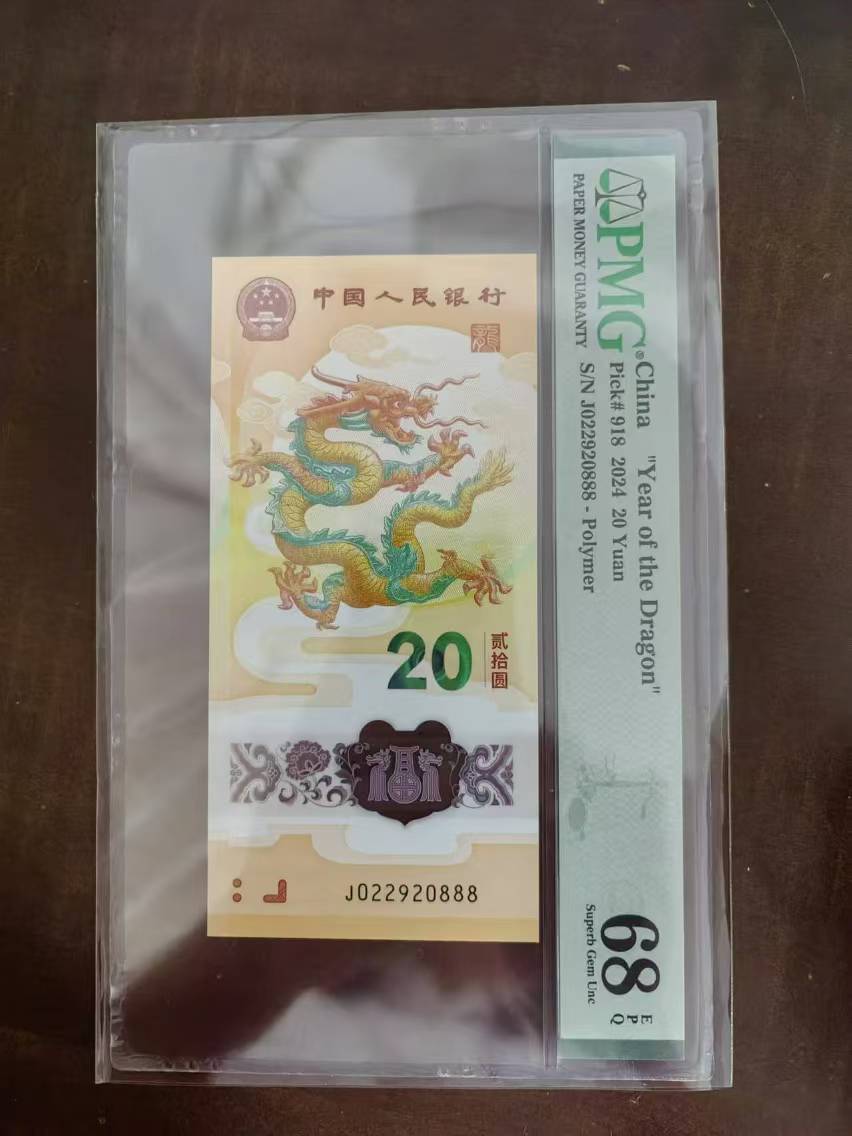 中国人民银行
龍
20
贰拾圆
J022920888
PMG®
PAPER MONEY GUARANTY
China "Year of the Dragon"
Pick# 918 2024 20 Yuan
S/N J022920888 - Polymer
68 EPQ
Superb Gem Unc